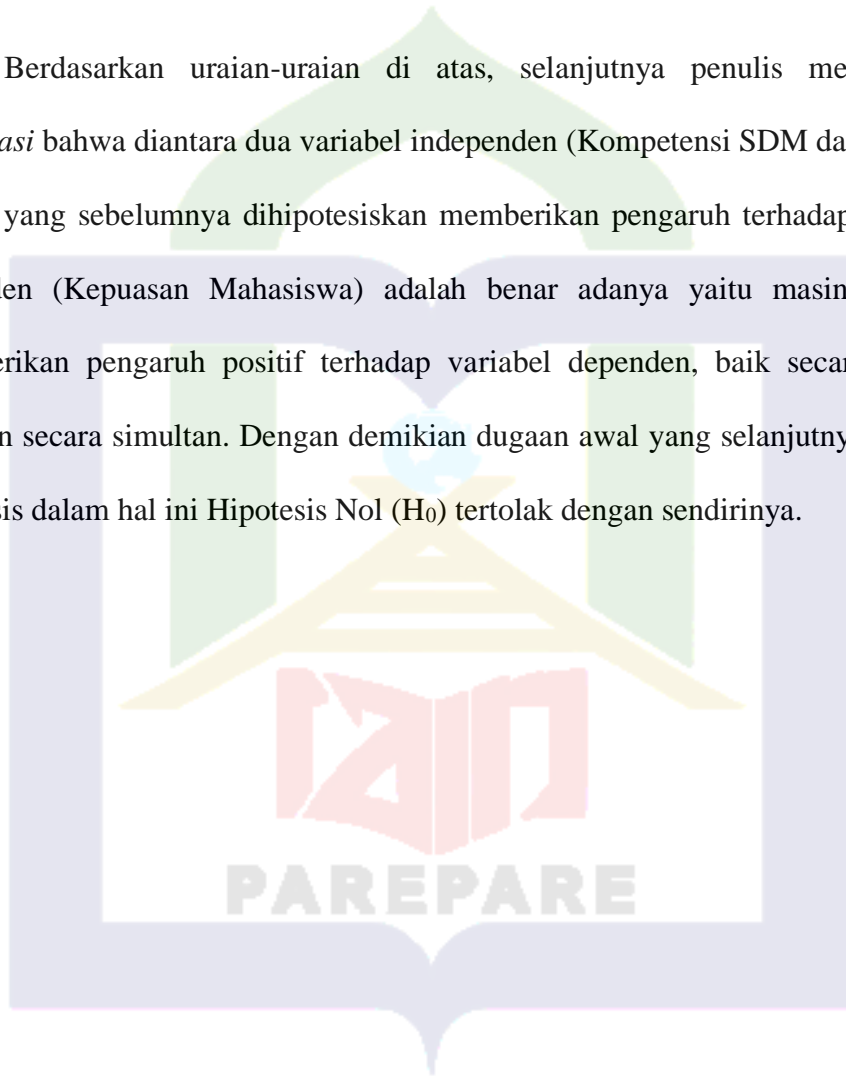 Berdasarkan uraian-uraian di atas, selanjutnya penulis me
asi bahwa diantara dua variabel independen (Kompetensi SDM da
yang sebelumnya dihipotesiskan memberikan pengaruh terhadap
en (Kepuasan Mahasiswa) adalah benar adanya yaitu masin
erikan pengaruh positif terhadap variabel dependen, baik secar
n secara simultan. Dengan demikian dugaan awal yang selanjutny
sis dalam hal ini Hipotesis Nol (H₀) tertolak dengan sendirinya.
iain
PAREPARE